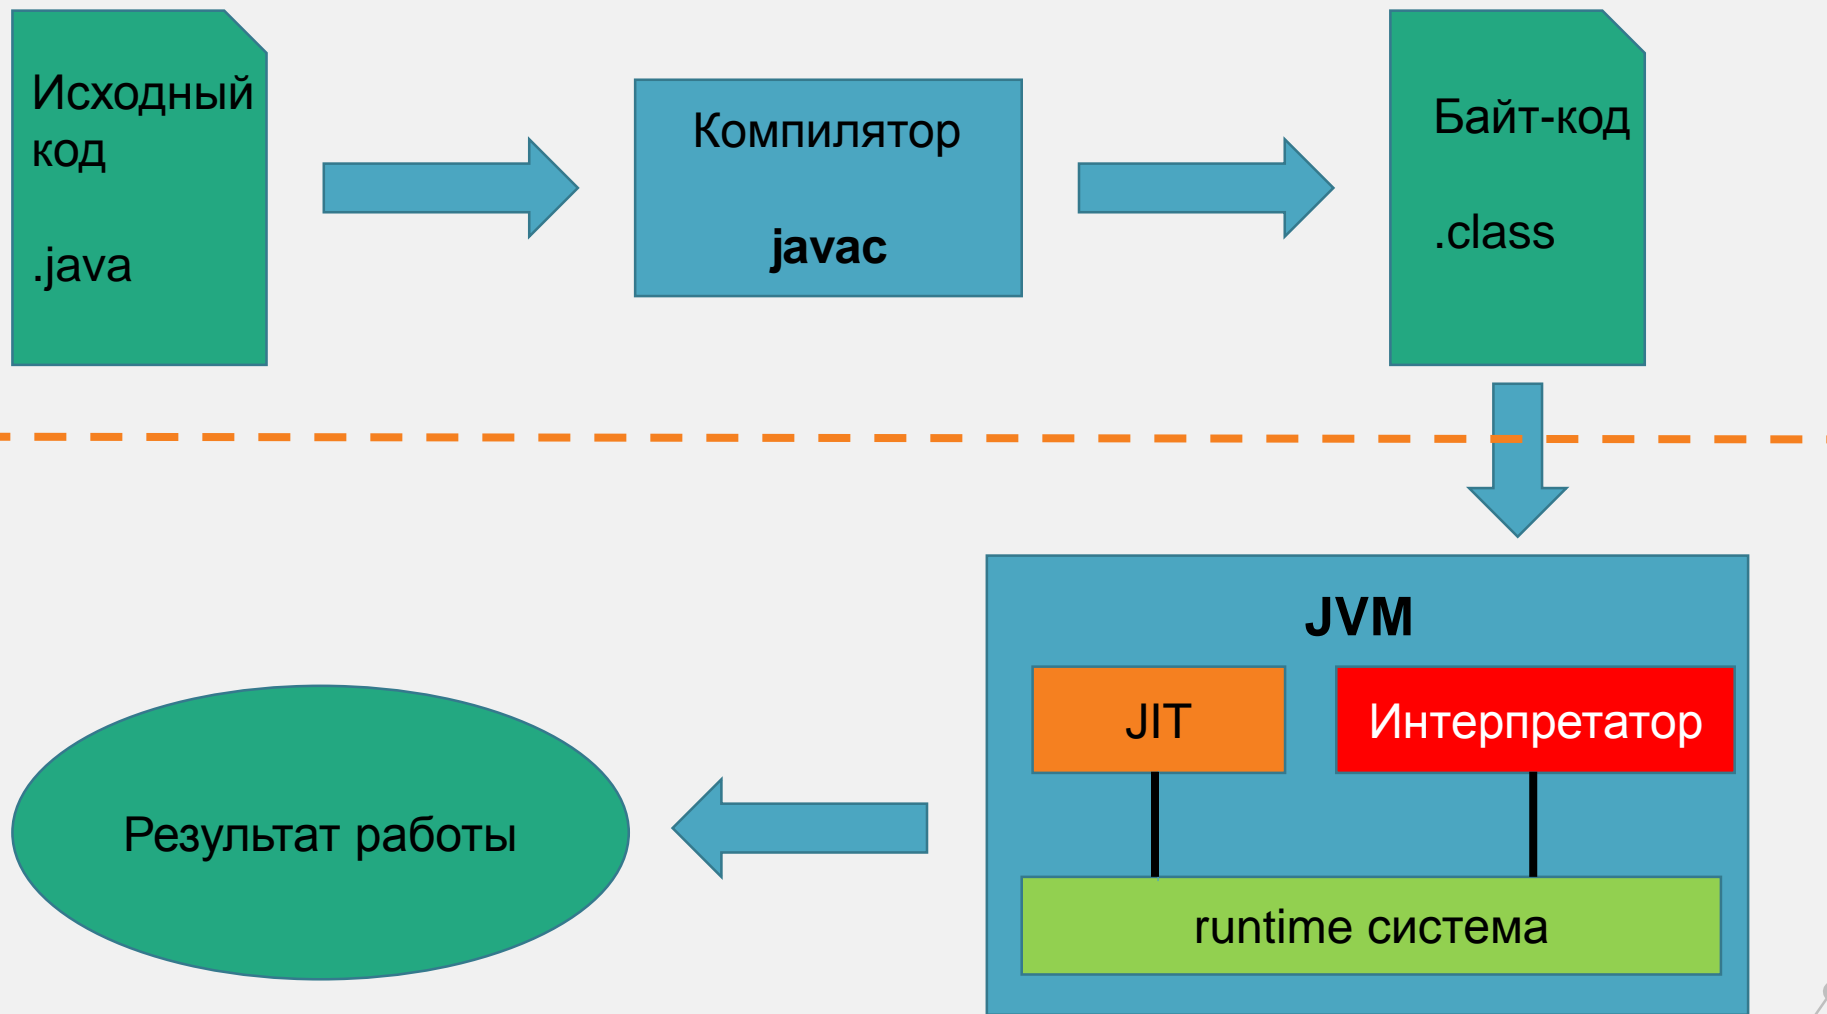 Исходный
код
.java
Компилятор
javac
Байт-код
.class
JVM
JIT
Интерпретатор
runtime система
Результат работы